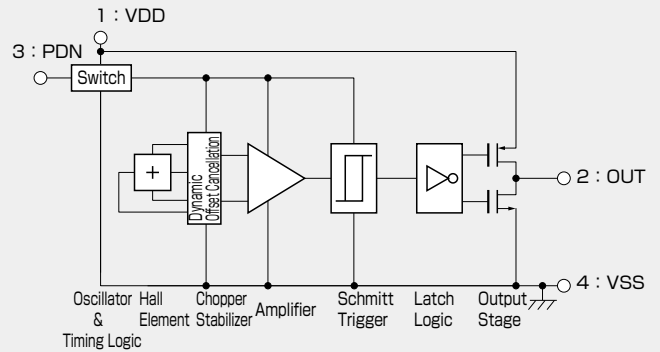 1 : VDD
3 : PDN
Switch
Dynamic
Offset Cancellation
2 : OUT
4 : VSS
Oscillator
&
Timing Logic
Hall
Element
Chopper
Stabilizer
Amplifier
Schmitt
Trigger
Latch
Logic
Output
Stage